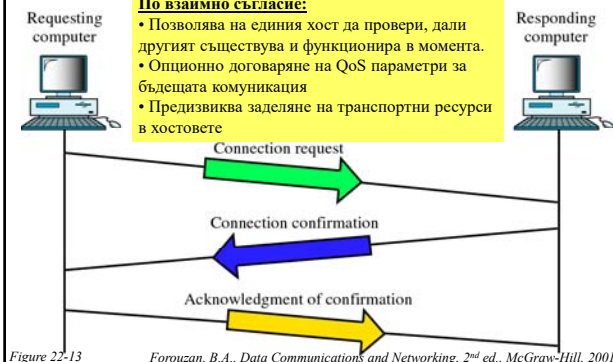 По взаимно съгласие:
Requesting
computer
• Позволява на единия хост да провери, дали
другият съществува и функционира в момента.
• Опционно договаряне на QoS параметри за
бъдещата комуникация
• Предизвиква заделяне на транспортни ресурси
в хостовете
Responding
computer
Connection request
Connection confirmation
Acknowledgment of confirmation
Figure 22-13
Forouzan, B.A., Data Communications and Networking, 2nd ed., McGraw-Hill, 2001